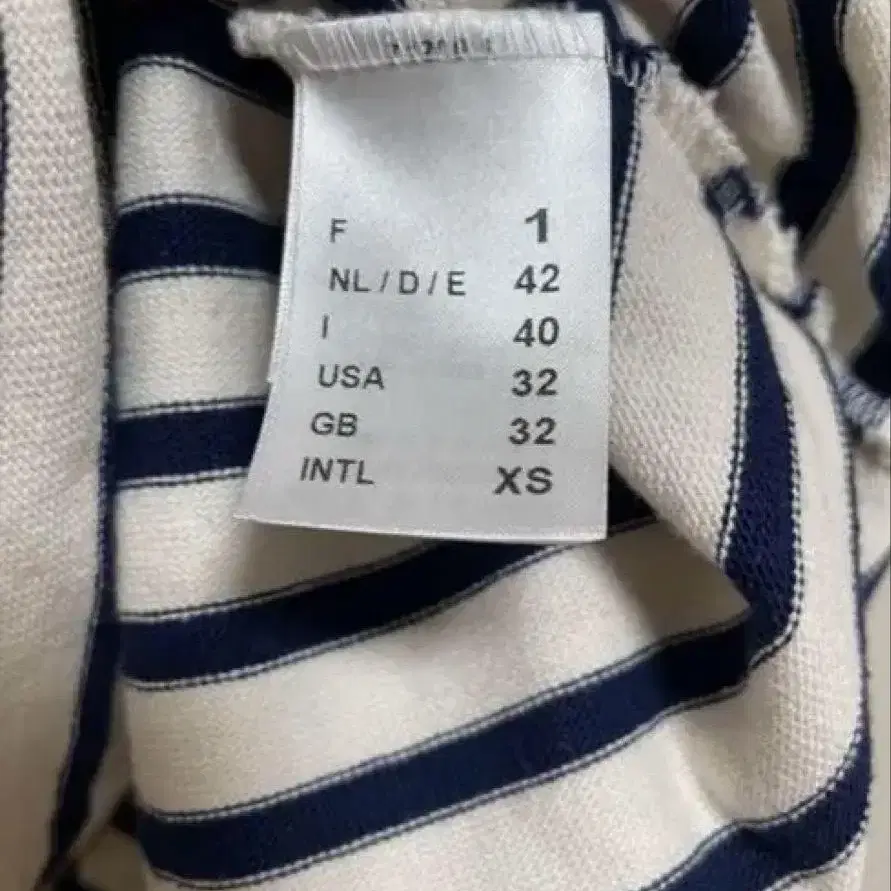 F 1
NL / D / E 42
I 40
USA 32
GB 32
INTL XS